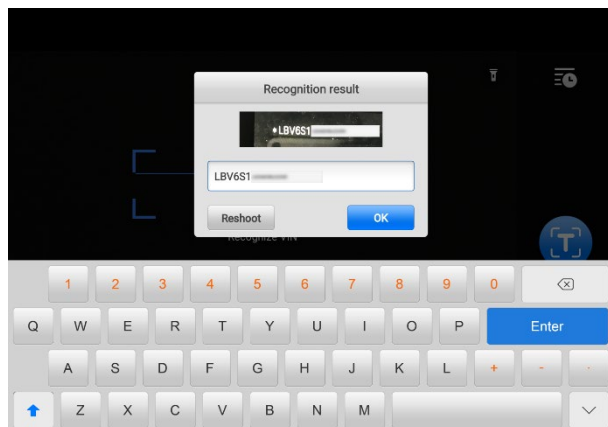 Recognition result
LBV6S1
LBV6S1
Reshoot
OK
Recognize VIN
1 2 3 4 5 6 7 8 9 0
Q W E R T Y U I O P Enter
A S D F G H J K L + - ·
Z X C V B N M